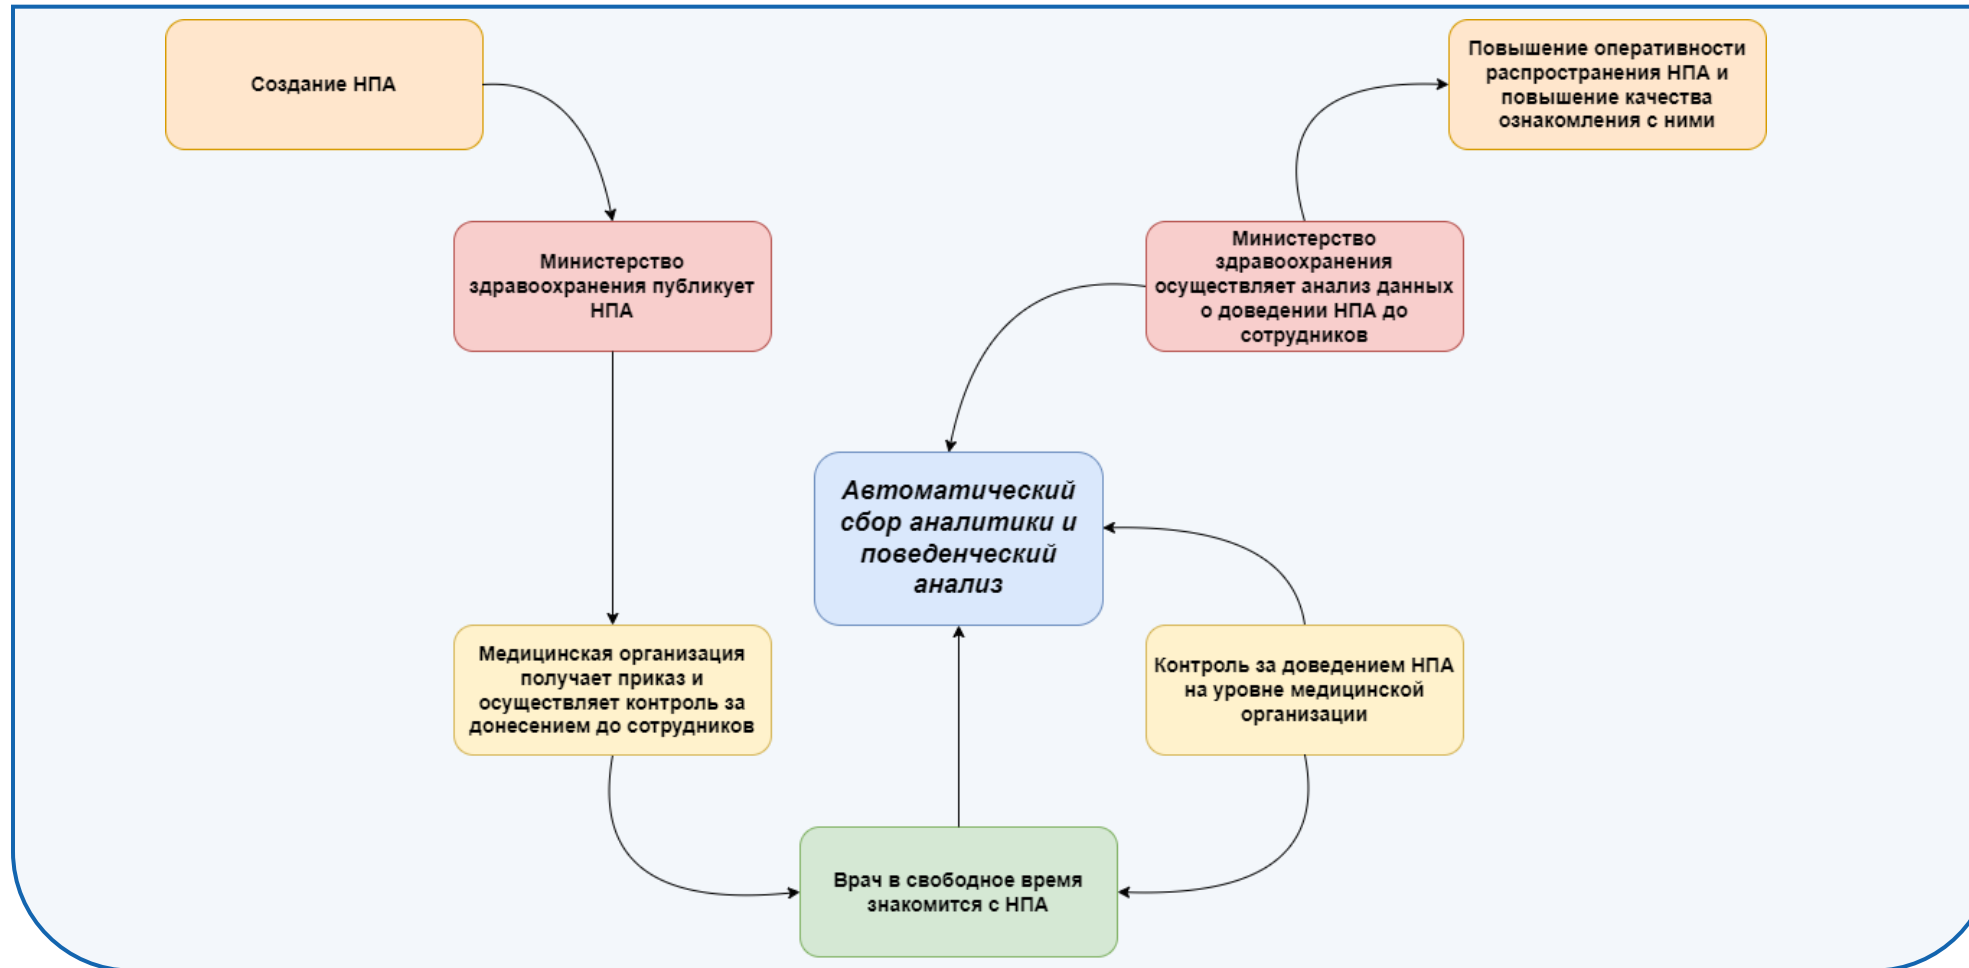 Создание НПА
Повышение оперативности
распространения НПА и
повышение качества
ознакомления с ними
Министерство
здравоохранения публикует
НПА
Министерство
здравоохранения
осуществляет анализ данных
о доведении НПА до
сотрудников
Автоматический
сбор аналитики и
поведенческий
анализ
Медицинская организация
получает приказ и
осуществляет контроль за
донесением до сотрудников
Контроль за доведением НПА
на уровне медицинской
организации
Врач в свободное время
знакомится с НПА